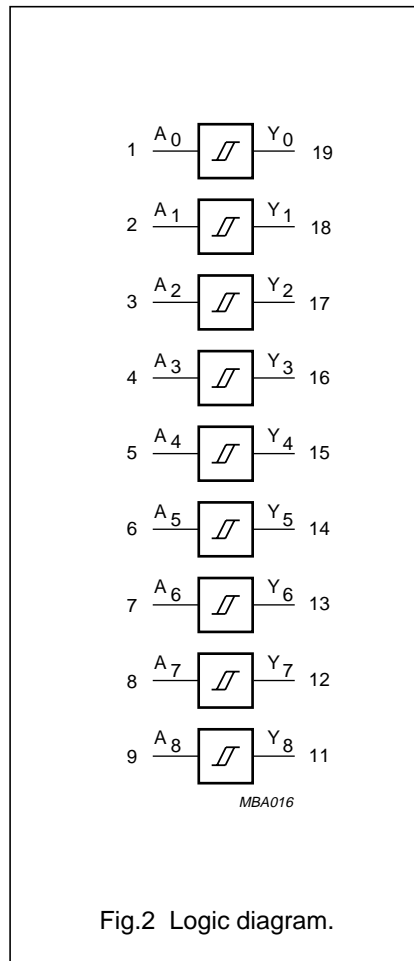 1 A0 Y0 19
2 A1 Y1 18
3 A2 Y2 17
4 A3 Y3 16
5 A4 Y4 15
6 A5 Y5 14
7 A6 Y6 13
8 A7 Y7 12
9 A8 Y8 11
MBA016
Fig.2 Logic diagram.